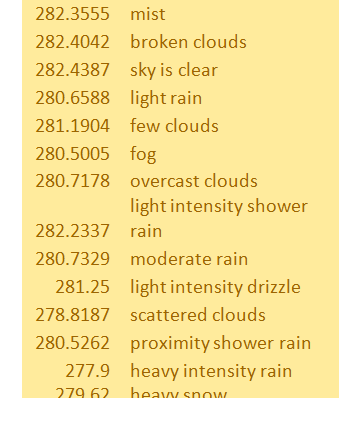 282.3555 mist
282.4042 broken clouds
282.4387 sky is clear
280.6588 light rain
281.1904 few clouds
280.5005 fog
280.7178 overcast clouds
light intensity shower
282.2337 rain
280.7329 moderate rain
281.25 light intensity drizzle
278.8187 scattered clouds
280.5262 proximity shower rain
277.9 heavy intensity rain
279.62 heavy snow